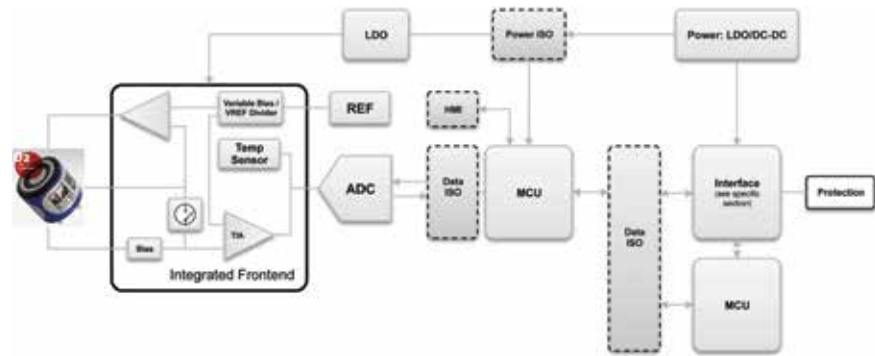 LDO
Power ISO
Power: LDO/DC-DC
Variable Bias /
VREF Divider
REF
HMI
Temp
Sensor
ADC
Data
ISO
MCU
Interface
(see specific
section)
Protection
O2
TIA
Bias
Integrated Frontend
Data
ISO
MCU